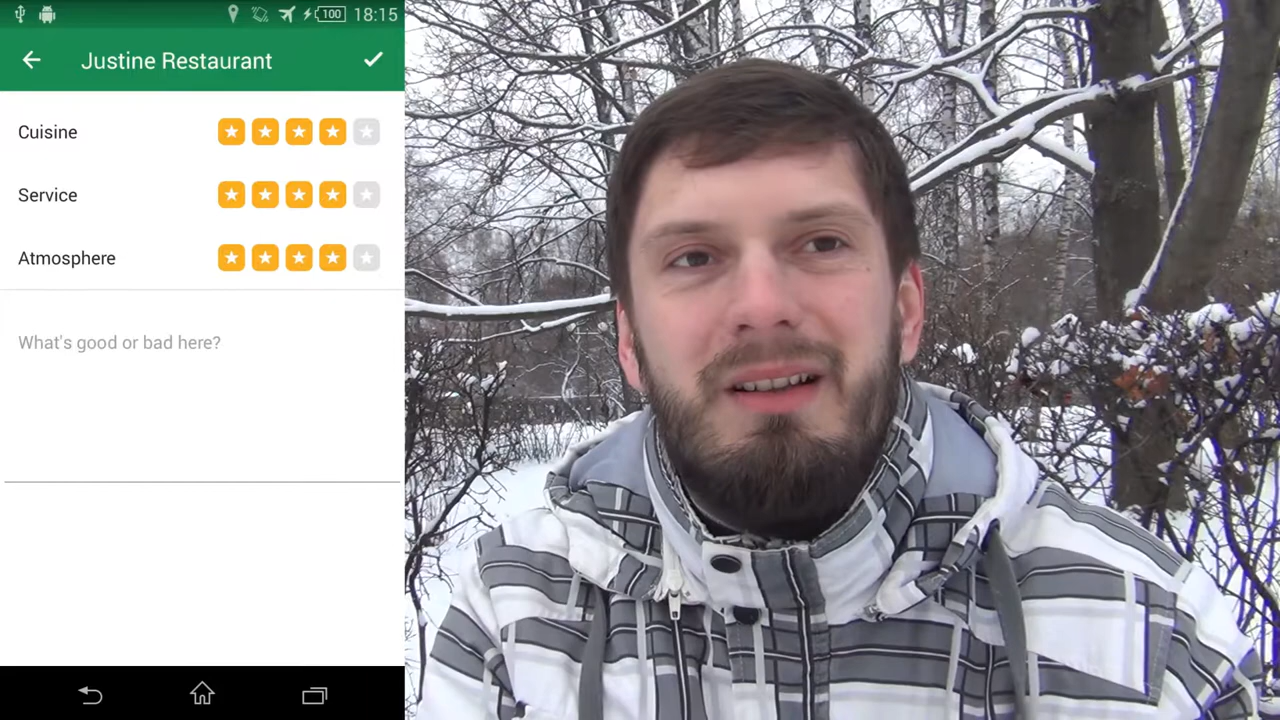 100 18:15
Justine Restaurant
Cuisine
Service
Atmosphere
What's good or bad here?